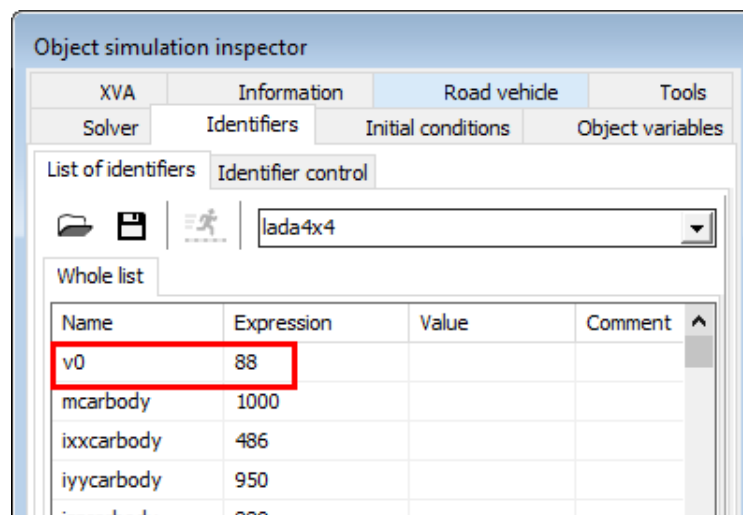 Object simulation inspector
XVA Information Road vehicle Tools
Solver Identifiers Initial conditions Object variables
List of identifiers Identifier control
lada4x4
Whole list
Name Expression Value Comment
v0 88
mcarbody 1000
ixxcarbody 486
iyycarbody 950